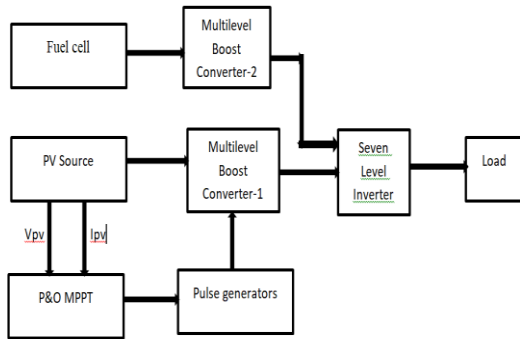 Fuel cell
Multilevel
Boost
Converter-2
PV Source
Multilevel
Boost
Converter-1
Seven
Level
Inverter
Load
Vpv
Ipv
P&O MPPT
Pulse generators